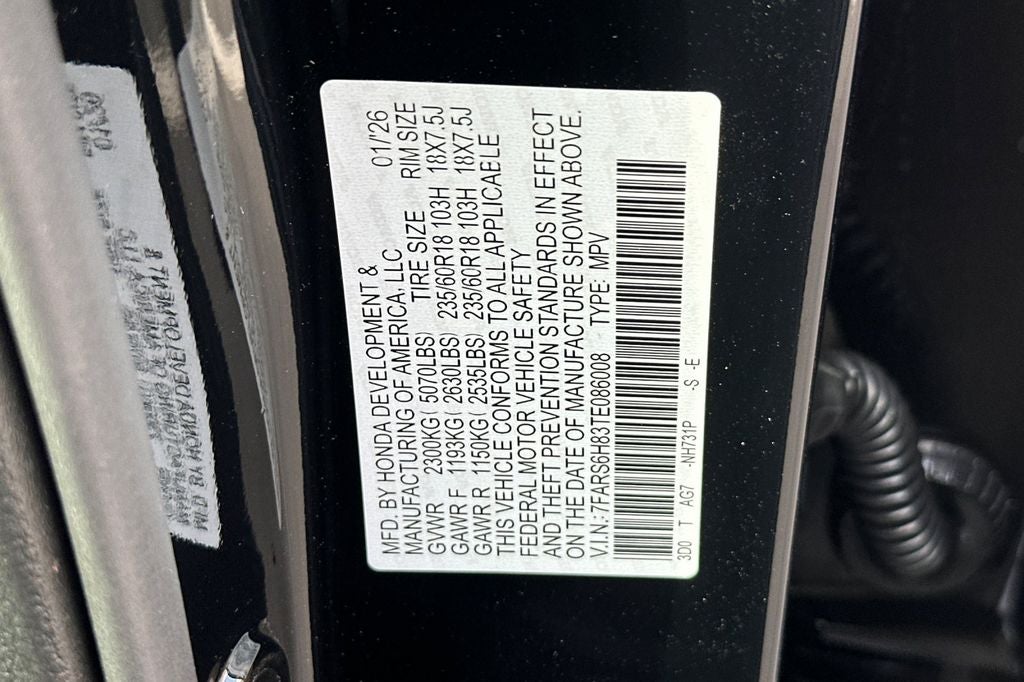 MFD. BY HONDA DEVELOPMENT &
MANUFACTURING OF AMERICA, LLC 01/'26
GVWR 2300KG( 5070LBS) TIRE SIZE RIM SIZE
GAWR F 1193KG( 2630LBS) 235/60R18 103H 18X7.5J
GAWR R 1150KG( 2535LBS) 235/60R18 103H 18X7.5J
THIS VEHICLE CONFORMS TO ALL APPLICABLE
FEDERAL MOTOR VEHICLE SAFETY
AND THEFT PREVENTION STANDARDS IN EFFECT
ON THE DATE OF MANUFACTURE SHOWN ABOVE.
V.I.N.: 7FARS6H83TE086008 TYPE: MPV
3D0 T AG7 -NH731P -S -E